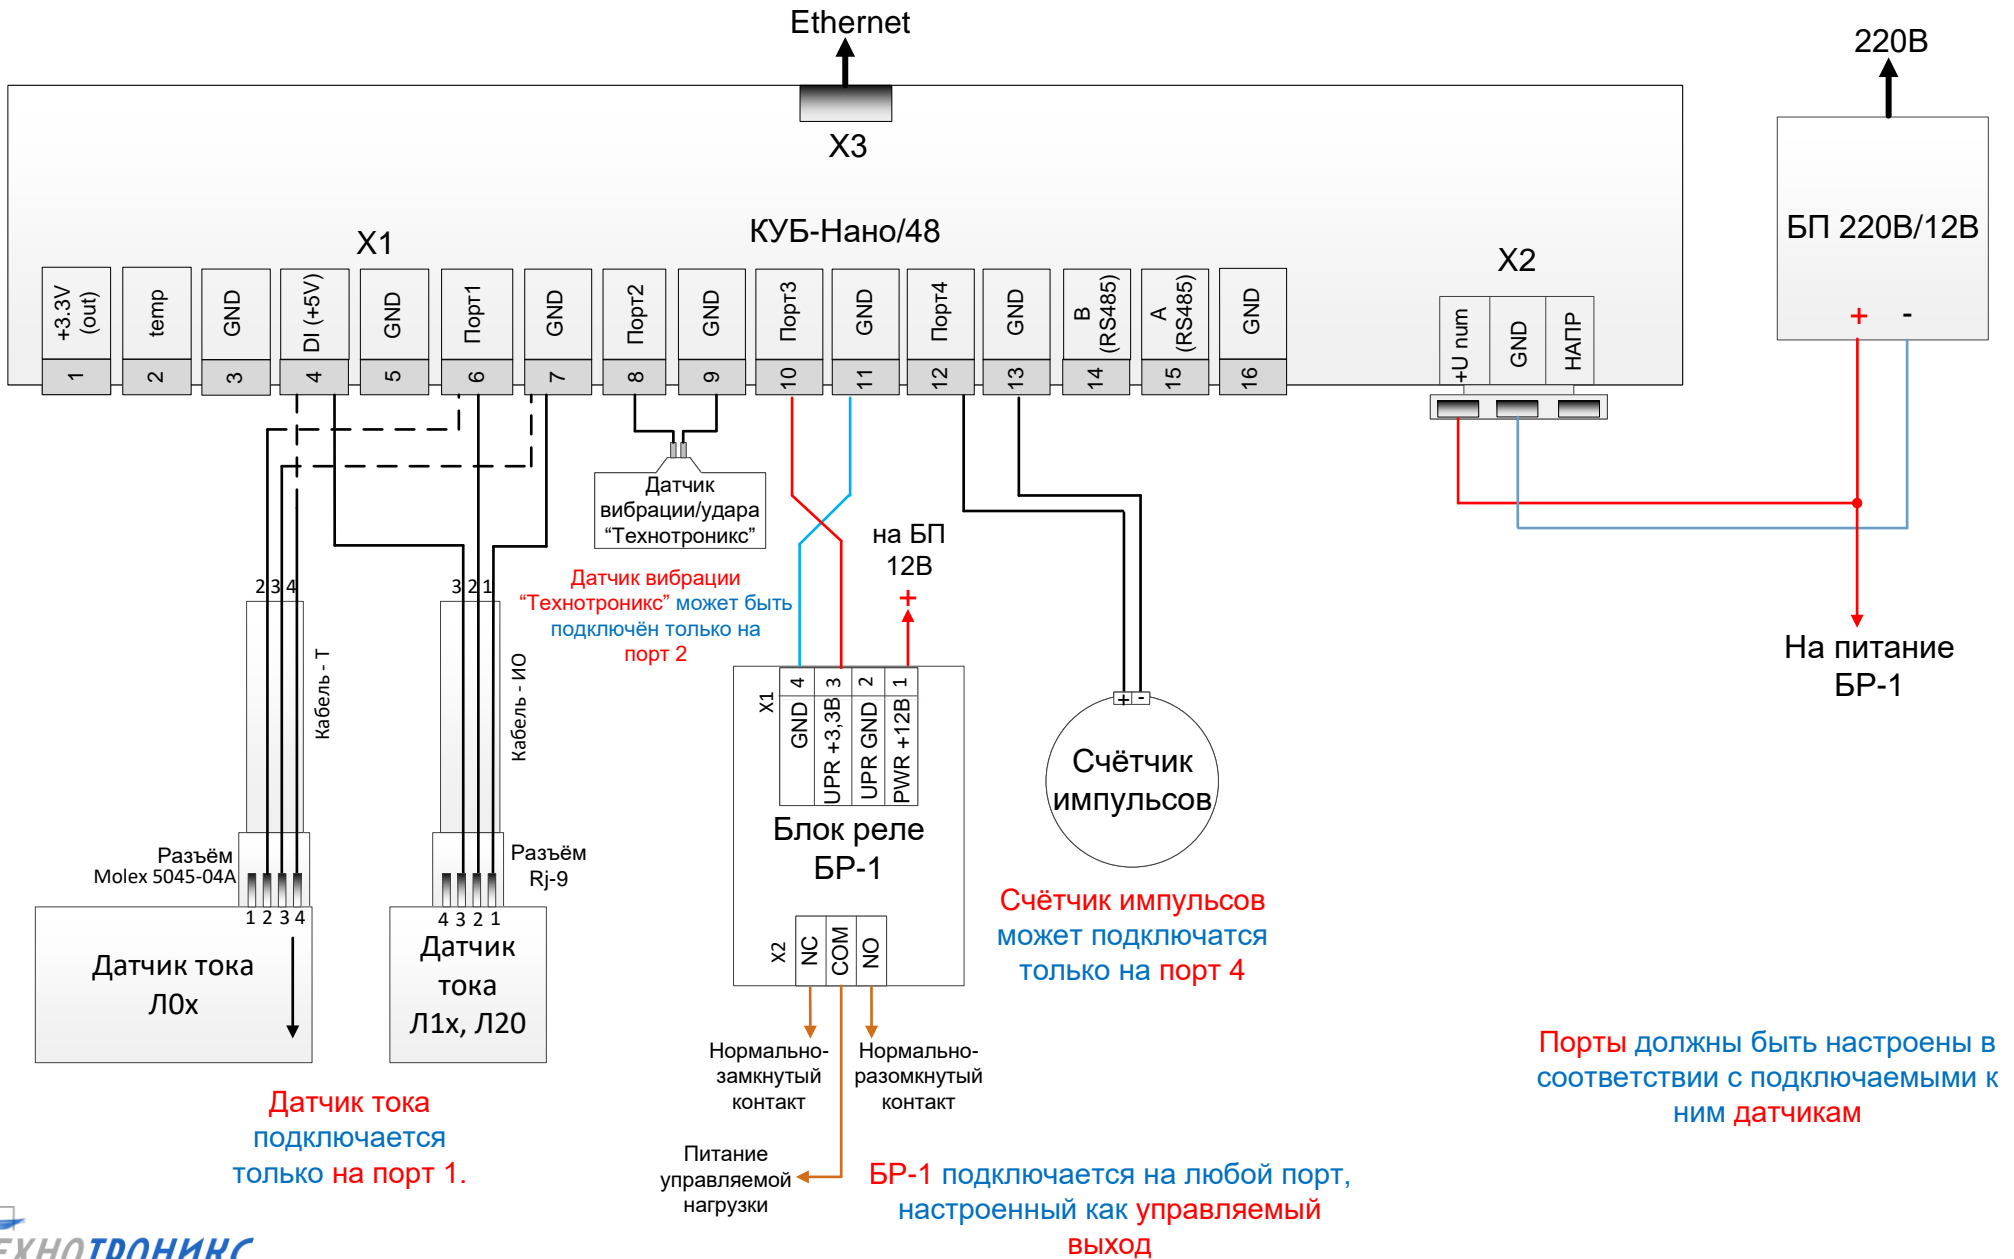 Ethernet
220В
X3
КУБ-Нано/48
X1
X2
БП 220В/12В
+ -
+3.3V
(out)
temp
GND
DI (+5V)
GND
Порт1
GND
Порт2
GND
Порт3
GND
Порт4
GND
B
(RS485)
A
(RS485)
GND
1 2 3 4 5 6 7 8 9 10 11 12 13 14 15 16
+U num
GND
НАПР
Датчик
вибрации/удара
“Технотроникс”
Датчик вибрации
“Технотроникс” может быть
подключён только на
порт 2
на БП
12В
+
На питание
БР-1
2 3 4
3 2 1
Кабель - Т
Кабель - ИО
X1
4 3 2 1
GND
UPR +3,3В
UPR GND
PWR +12В
Блок реле
БР-1
X2
NC
COM
NO
+ -
Счётчик
импульсов
Счётчик импульсов
может подключатся
только на порт 4
Разъём
Molex 5045-04A
Разъём
Rj-9
1 2 3 4
4 3 2 1
Датчик тока
Л0х
Датчик
тока
Л1х, Л20
Датчик тока
подключается
только на порт 1.
Нормально-
замкнутый
контакт
Нормально-
разомкнутый
контакт
Питание
управляемой
нагрузки
БР-1 подключается на любой порт,
настроенный как управляемый
выход
Порты должны быть настроены в
соответствии с подключаемыми к
ним датчикам
ЕХНОТРОНИКС